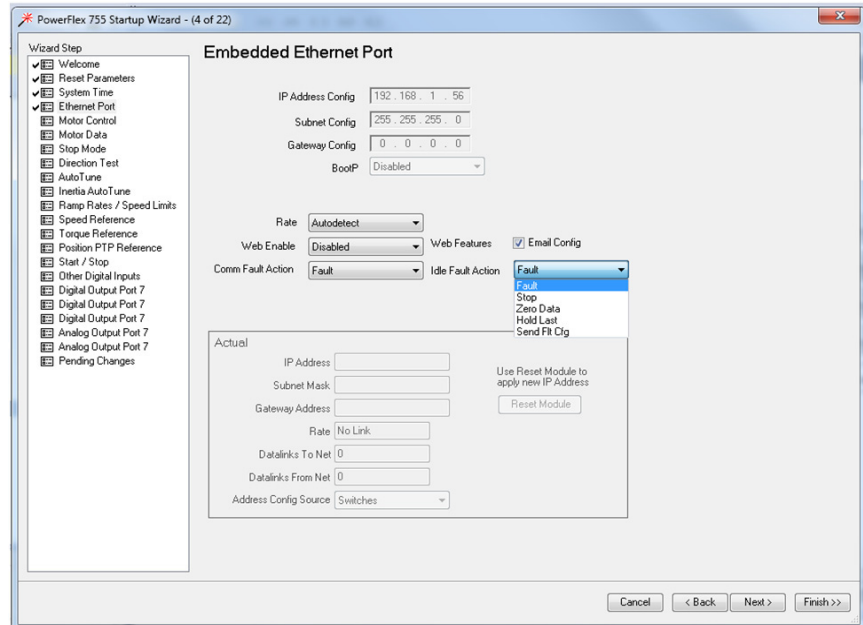 PowerFlex 755 Startup Wizard - (4 of 22)
Wizard Step
Welcome
Reset Parameters
System Time
Ethernet Port
Motor Control
Motor Data
Stop Mode
Direction Test
AutoTune
Inertia AutoTune
Ramp Rates / Speed Limits
Speed Reference
Torque Reference
Position PTP Reference
Start / Stop
Other Digital Inputs
Digital Output Port 7
Digital Output Port 7
Digital Output Port 7
Analog Output Port 7
Analog Output Port 7
Pending Changes
Embedded Ethernet Port
IP Address Config 192 . 168 . 1 . 56
Subnet Config 255 . 255 . 255 . 0
Gateway Config 0 . 0 . 0 . 0
BootP Disabled
Rate Autodetect
Web Enable Disabled Web Features Email Config
Comm Fault Action Fault Idle Fault Action Fault
Fault
Stop
Zero Data
Hold Last
Send Flt Cfg
Actual
IP Address
Subnet Mask
Gateway Address
Rate No Link
Datalinks To Net 0
Datalinks From Net 0
Address Config Source Switches
Use Reset Module to
apply new IP Address
Reset Module
Cancel < Back Next > Finish >>